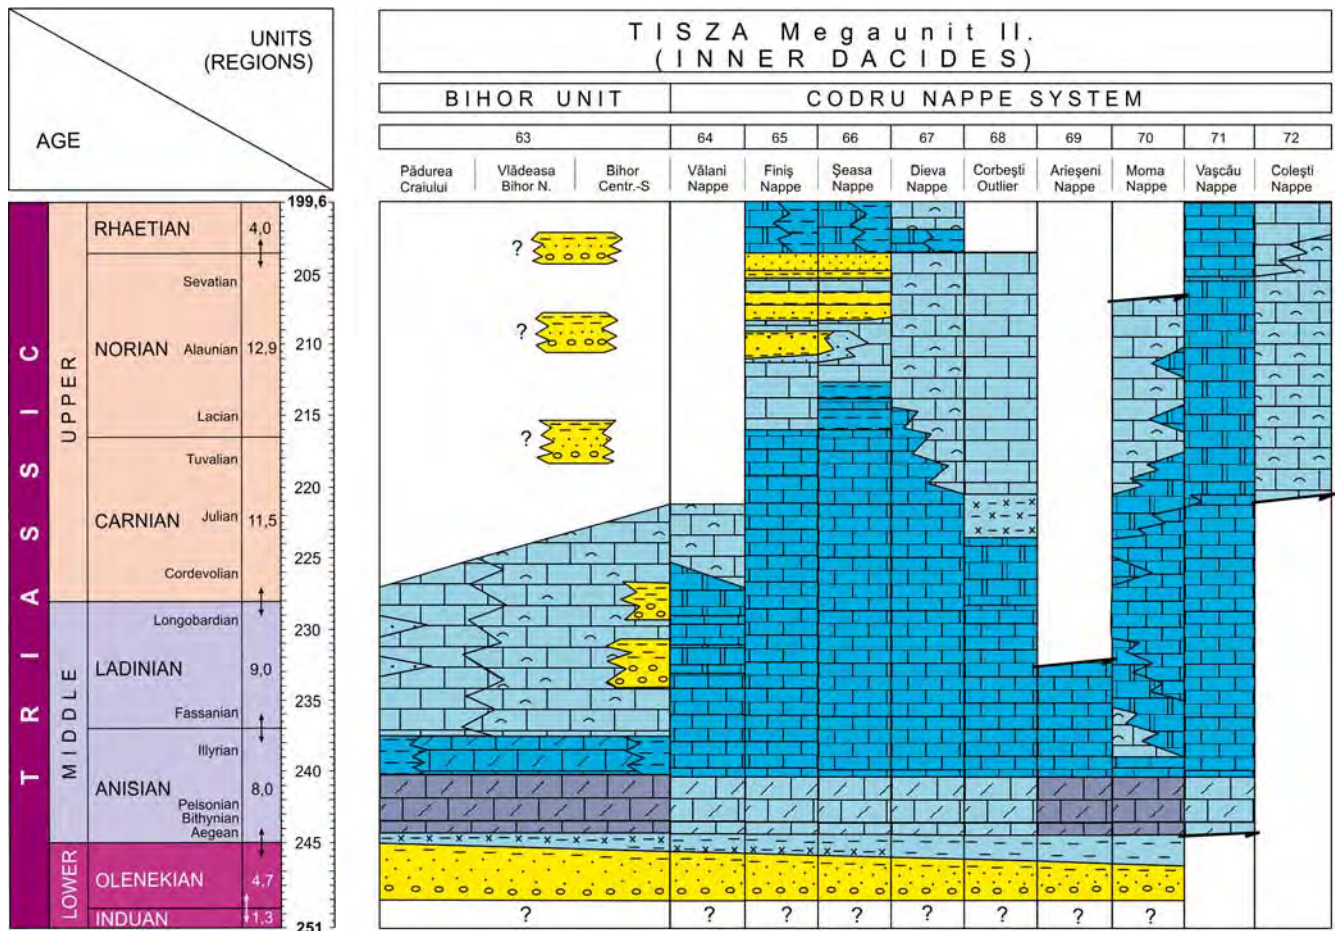 UNITS
(REGIONS)
AGE
TISZA Megaunit II.
(INNER DACIDES)
BIHOR UNIT
CODRU NAPPE SYSTEM
63 64 65 66 67 68 69 70 71 72
Pădurea Craiului
Vlădeasa Bihor N.
Bihor Centr.-S
Vălani Nappe
Finiş Nappe
Şeasa Nappe
Dieva Nappe
Corbeşti Outlier
Arieşeni Nappe
Moma Nappe
Vaşcău Nappe
Coleşti Nappe
TRIASSIC
UPPER
RHAETIAN 4,0
Sevatian
NORIAN Alaunian 12,9
Lacian
Tuvalian
CARNIAN Julian 11,5
Cordevolian
MIDDLE
Longobardian
LADINIAN 9,0
Fassanian
Illyrian
ANISIAN 8,0
Pelsonian
Bithynian
Aegean
LOWER
OLENEKIAN 4,7
INDUAN 1,3
199,6
205
210
215
220
225
230
235
240
245
251
?
?
?
? ? ? ? ? ? ? ?